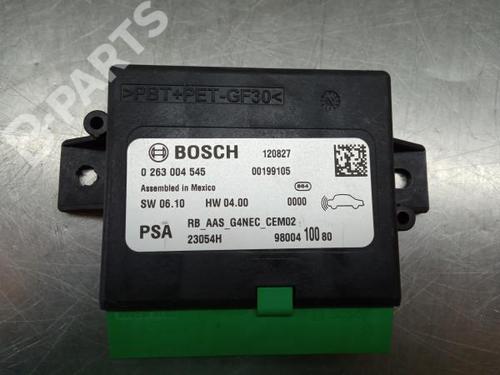 >PBT+PET-GF30<
BOSCH 120827
0 263 004 545 00199105
Assembled in Mexico 864
SW 06.10 HW 04.00 0000
PSA RB_AAS_G4NEC_CEM02
23054H 98004 100 80
B-PARTS